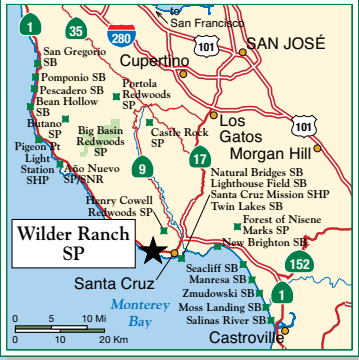 to
San Francisco
1
35
280
101
SAN JOSÉ
San Gregorio
SB
Cupertino
Pomponio SB
Pescadero SB
Portola
Redwoods
SP
Bean Hollow
SB
Butano
SP
Big Basin
Redwoods
SP
Castle Rock
SP
Los
Gatos
101
Pigeon Pt
Light
Station
SHP
Morgan Hill
17
9
Año Nuevo
SP/SNR
Natural Bridges SB
Lighthouse Field SB
Santa Cruz Mission SHP
Twin Lakes SB
Henry Cowell
Redwoods SP
Forest of Nisene
Marks SP
New Brighton SB
Wilder Ranch
SP
152
Santa Cruz
Seacliff SB
Manresa SB
Zmudowski SB
Moss Landing SB
Salinas River SB
1
Monterey
Bay
Castroville
0 5 10 Mi
0 10 20 Km